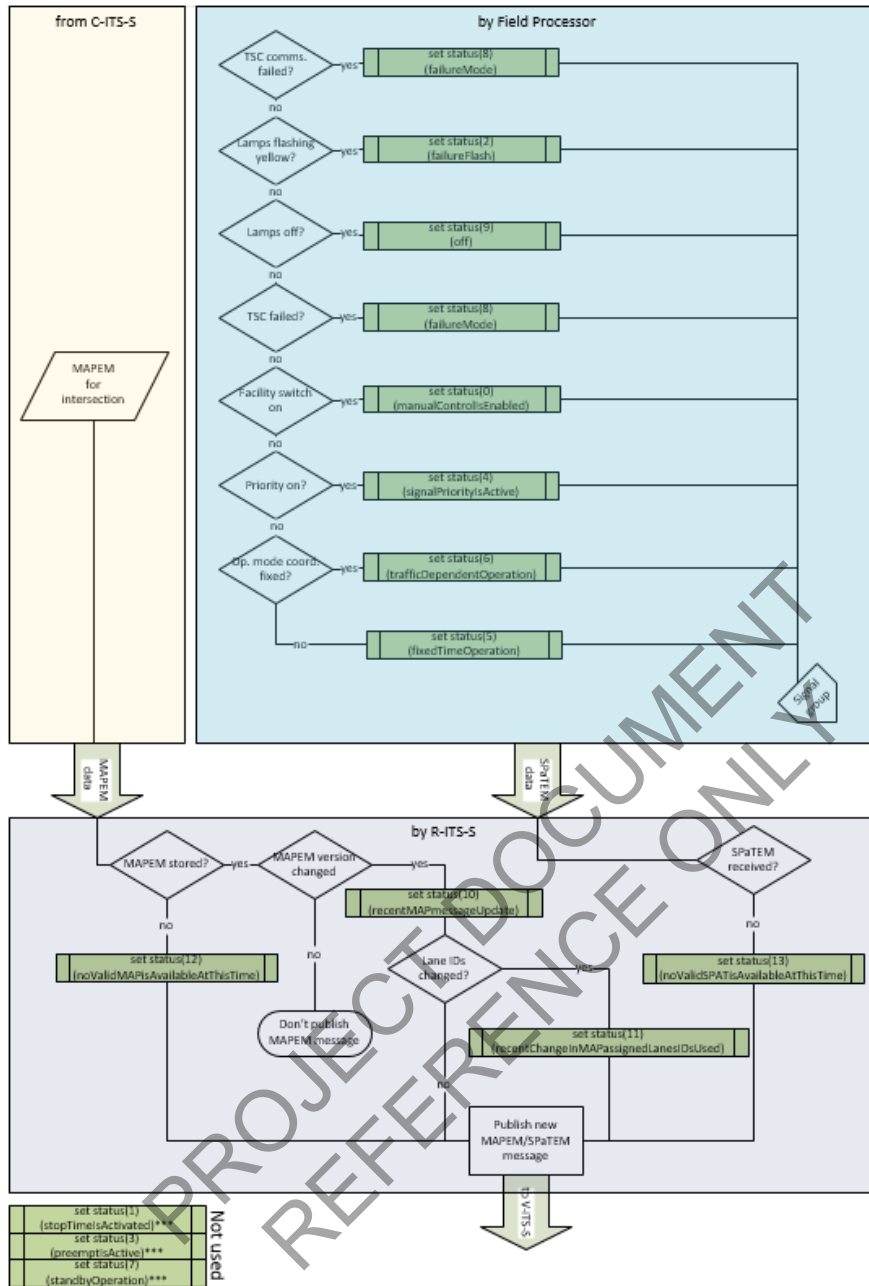 from C-ITS-S
by Field Processor
TSC comms.
failed?
yes
set status(8)
(failureMode)
no
Lamps flashing
yellow?
yes
set status(2)
(failureFlash)
no
Lamps off?
yes
set status(9)
(off)
no
TSC failed?
yes
set status(8)
(failureMode)
no
MAPEM
for
intersection
Facility switch
on
yes
set status(0)
(manualControlIsEnabled)
no
Priority on?
yes
set status(4)
(signalPriorityIsActive)
no
Op. mode coord.
fixed?
yes
set status(6)
(trafficDependentOperation)
no
set status(5)
(fixedTimeOperation)
Signal
group
MAPEM
data
SPaTEM
data
by R-ITS-S
MAPEM stored?
yes
MAPEM version
changed
yes
SPaTEM
received?
set status(10)
(recentMAPmessageUpdate)
no
no
no
set status(12)
(noValidMAPisAvailableAtThisTime)
Lane IDs
changed?
yes
set status(13)
(noValidSPATisAvailableAtThisTime)
Don't publish
MAPEM message
set status(11)
(recentChangeInMAPassignedLanesIDsUsed)
no
Publish new
MAPEM/SPaTEM
message
to V-ITS-S
set status(1)
(stopTimeIsActivated)***
set status(3)
(preemptIsActive)***
set status(7)
(standbyOperation)***
Not used
PROJECT DOCUMENT
REFERENCE ONLY